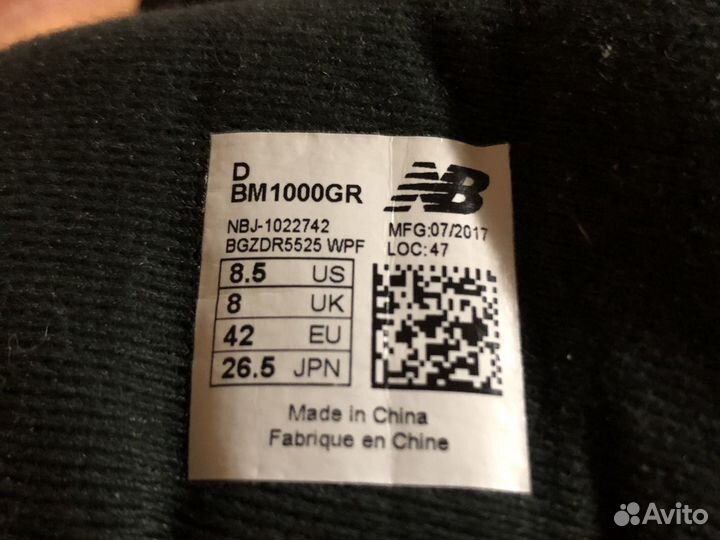 D
BM1000GR
NB
NBJ-1022742
MFG:07/2017
BGZDR5525 WPF
LOC:47
8.5 US
8 UK
42 EU
26.5 JPN
Made in China
Fabrique en Chine
Avito